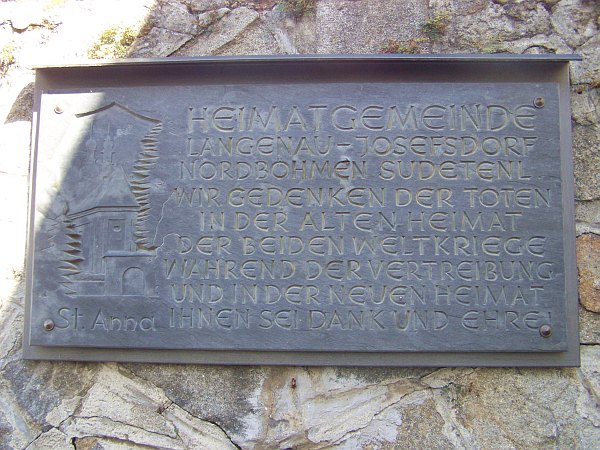 HEIMATGEMEINDE
LANGENAU-JOSEFSDORF
NORDBÖHMEN SUDETENL.
WIR GEDENKEN DER TOTEN
IN DER ALTEN HEIMAT
DER BEIDEN WELTKRIEGE
WÄHREND DER VERTREIBUNG
UND IN DER NEUEN HEIMAT
IHNEN SEI DANK UND EHRE!
St. Anna